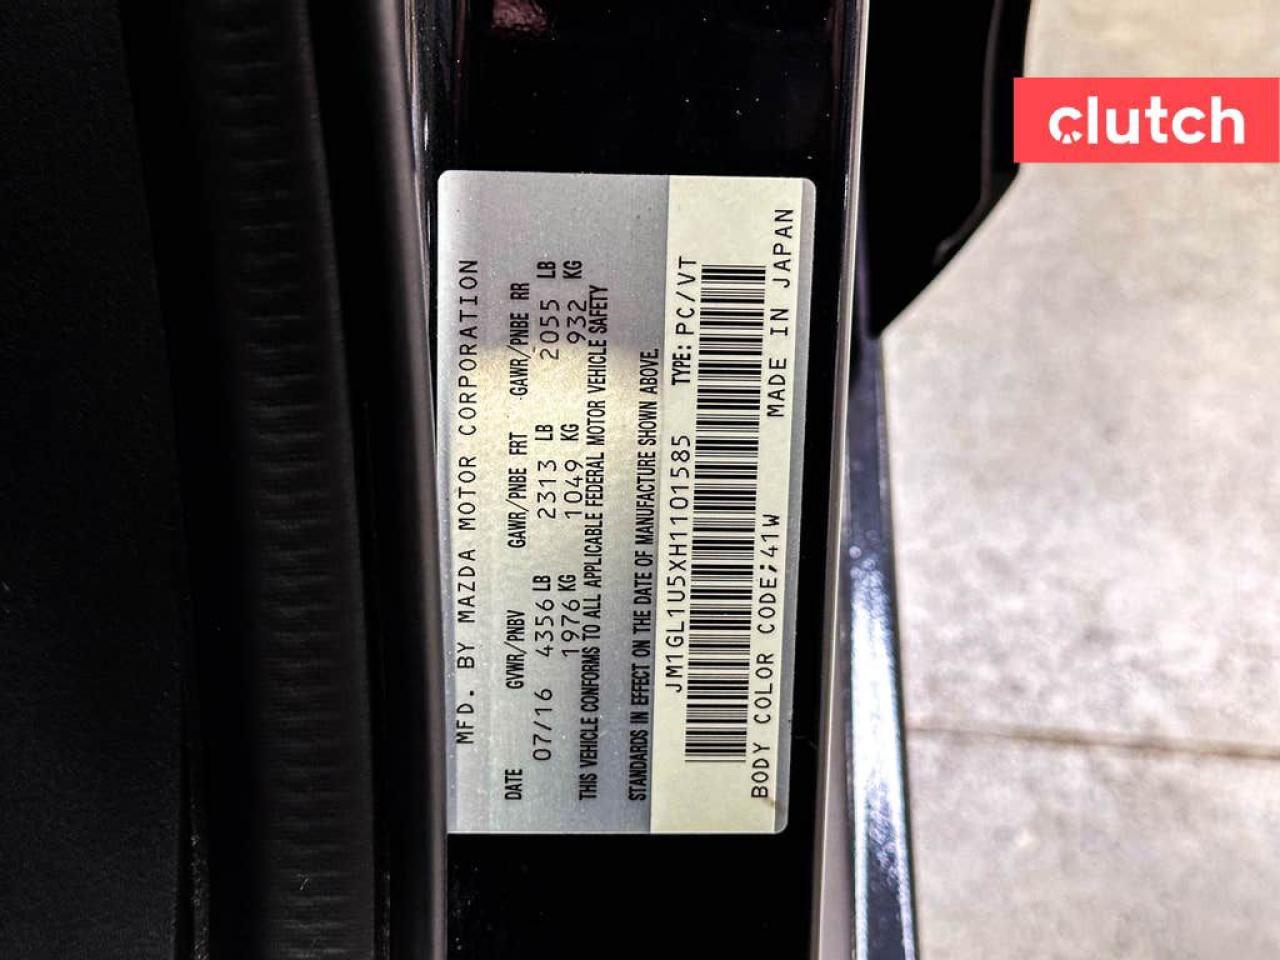 clutch
MFD. BY MAZDA MOTOR CORPORATION
DATE GVWR/PNBV GAWR/PNBE FRT GAWR/PNBE RR
07/16 4356 LB 2313 LB 2055 LB
1976 KG 1049 KG 932 KG
THIS VEHICLE CONFORMS TO ALL APPLICABLE FEDERAL MOTOR VEHICLE SAFETY
STANDARDS IN EFFECT ON THE DATE OF MANUFACTURE SHOWN ABOVE.
JM1GL1U5XH1101585 TYPE: PC/VT
BODY COLOR CODE;41W MADE IN JAPAN